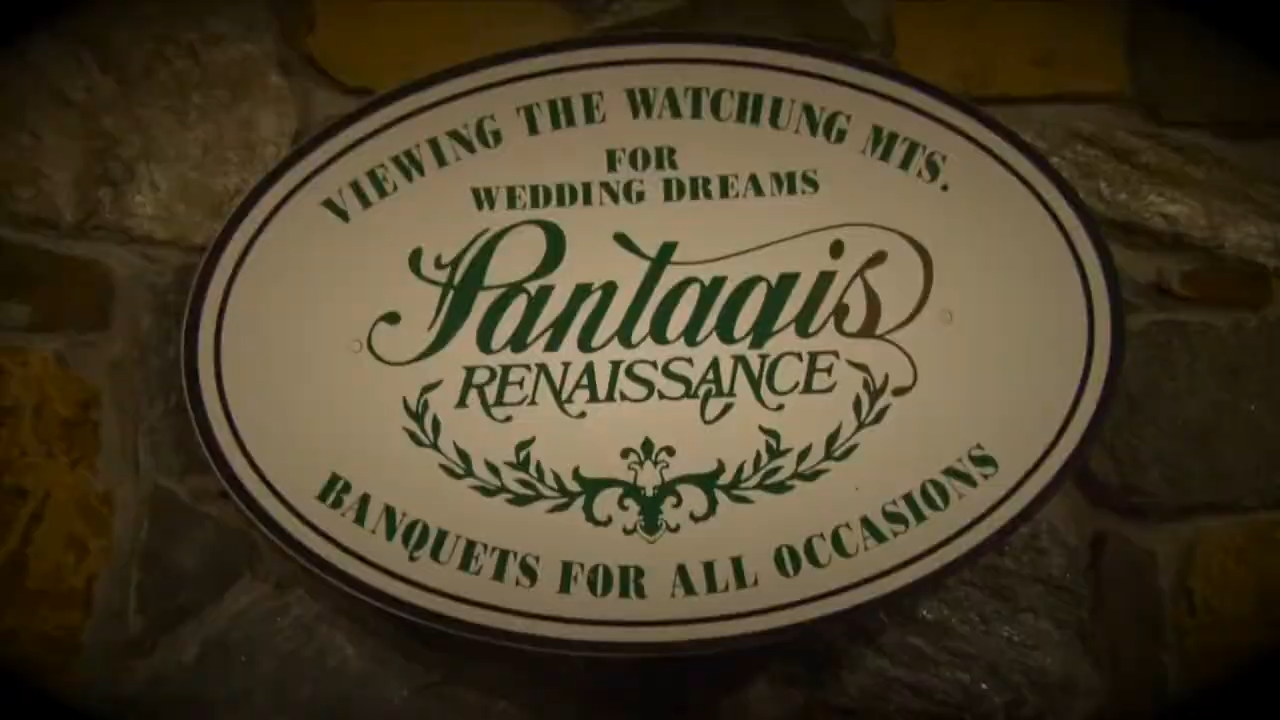 VIEWING THE WATCHUNG MTS.
FOR
WEDDING DREAMS
Pantagis
RENAISSANCE
BANQUETS FOR ALL OCCASIONS